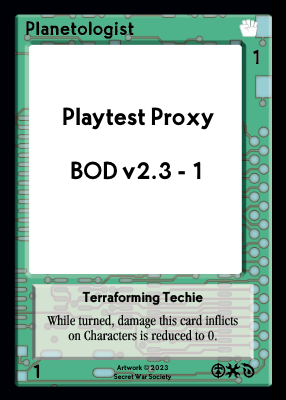 Planetologist
1
Playtest Proxy
BOD v2.3 - 1
Terraforming Techie
While turned, damage this card inflicts
on Characters is reduced to 0.
1
Artwork © 2023
Secret War Society